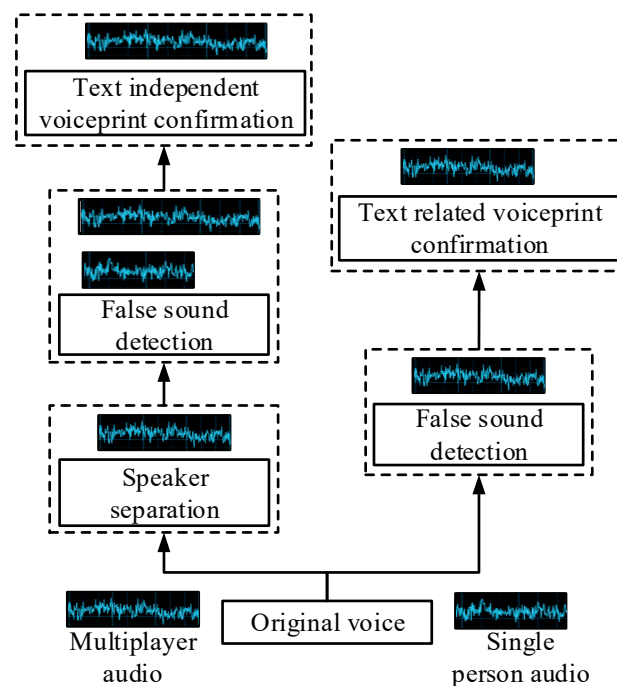 Text independent
voiceprint confirmation
Text related voiceprint
confirmation
False sound
detection
False sound
detection
Speaker
separation
Original voice
Multiplayer
audio
Single
person audio